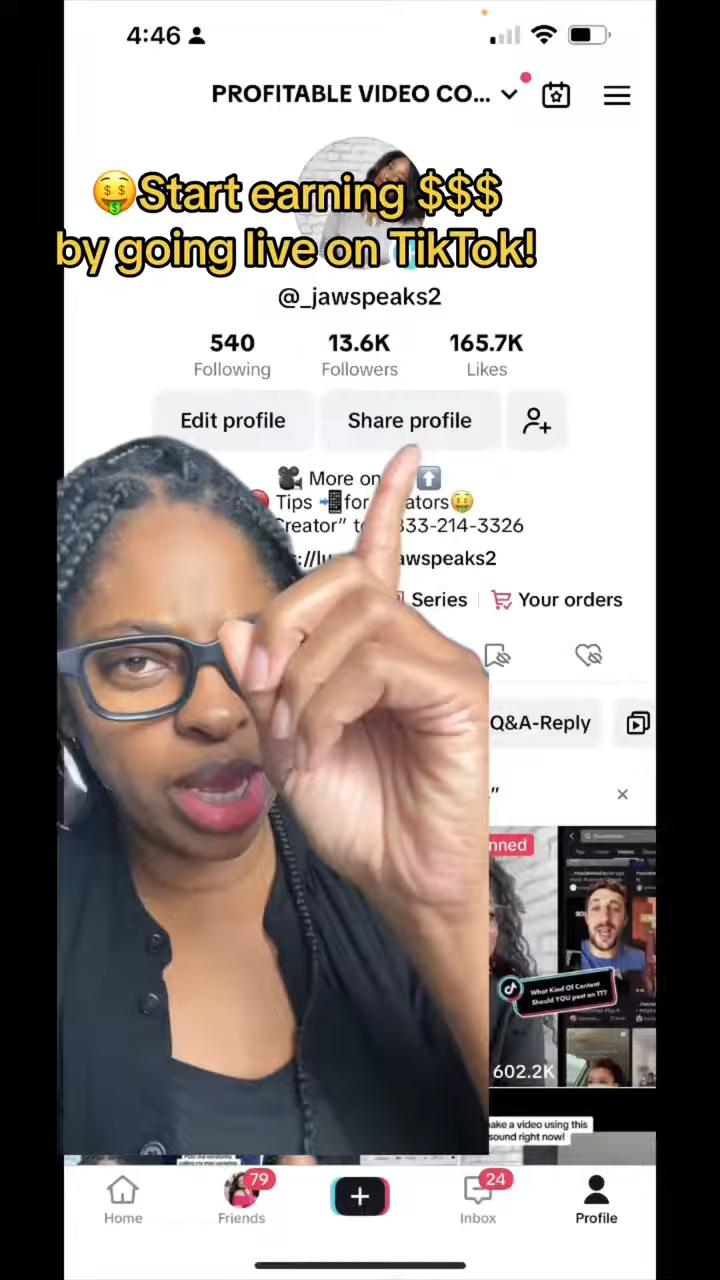 4:46
PROFITABLE VIDEO CO...
🤑Start earning $$$
by going live on TikTok!
@_jawspeaks2
540
13.6K
165.7K
Following
Followers
Likes
Edit profile
Share profile
🎥 More on ⬆️
Tips 📲for ators🤑
Creator” to 833-214-3326
awspeaks2
Series
Your orders
Q&A-Reply
”
nned
What Kind Of Content
Should YOU post on TT?
602.2K
ake a video using this
sound right now!
79
24
Home
Friends
Inbox
Profile